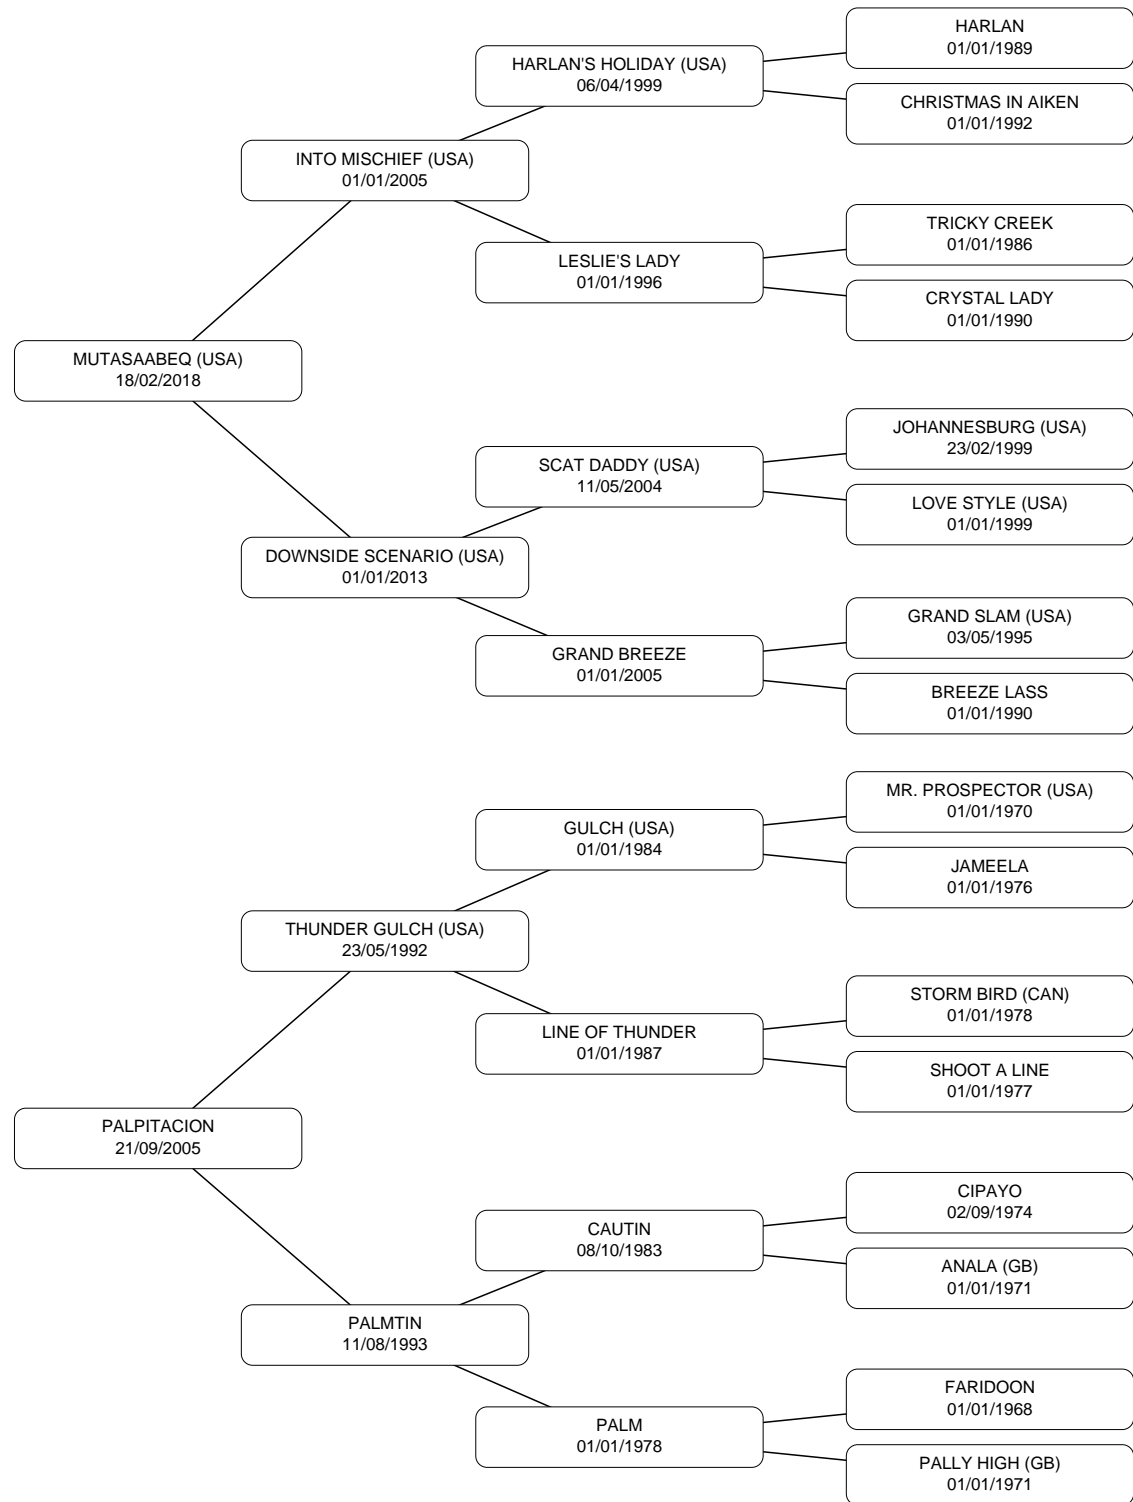 HARLAN
01/01/1989
HARLAN'S HOLIDAY (USA)
06/04/1999
CHRISTMAS IN AIKEN
01/01/1992
INTO MISCHIEF (USA)
01/01/2005
TRICKY CREEK
01/01/1986
LESLIE'S LADY
01/01/1996
CRYSTAL LADY
01/01/1990
MUTASAABEQ (USA)
18/02/2018
JOHANNESBURG (USA)
23/02/1999
SCAT DADDY (USA)
11/05/2004
LOVE STYLE (USA)
01/01/1999
DOWNSIDE SCENARIO (USA)
01/01/2013
GRAND SLAM (USA)
03/05/1995
GRAND BREEZE
01/01/2005
BREEZE LASS
01/01/1990
MR. PROSPECTOR (USA)
01/01/1970
GULCH (USA)
01/01/1984
JAMEELA
01/01/1976
THUNDER GULCH (USA)
23/05/1992
STORM BIRD (CAN)
01/01/1978
LINE OF THUNDER
01/01/1987
SHOOT A LINE
01/01/1977
PALPITACION
21/09/2005
CIPAYO
02/09/1974
CAUTIN
08/10/1983
ANALA (GB)
01/01/1971
PALMTIN
11/08/1993
FARIDOON
01/01/1968
PALM
01/01/1978
PALLY HIGH (GB)
01/01/1971